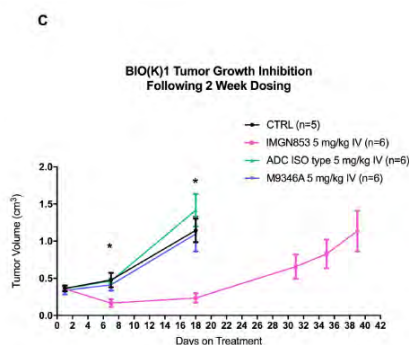 C
BIO(K)1 Tumor Growth Inhibition
Following 2 Week Dosing
CTRL (n=5)
IMGN853 5 mg/kg IV (n=6)
ADC ISO type 5 mg/kg IV (n=6)
M9346A 5 mg/kg IV (n=6)
Tumor Volume (cm³)
2.0
1.5
1.0
0.5
0.0
* *
0 2 4 6 8 10 12 14 16 18 20 22 24 26 28 30 32 34 36 38 40 42
Days on Treatment